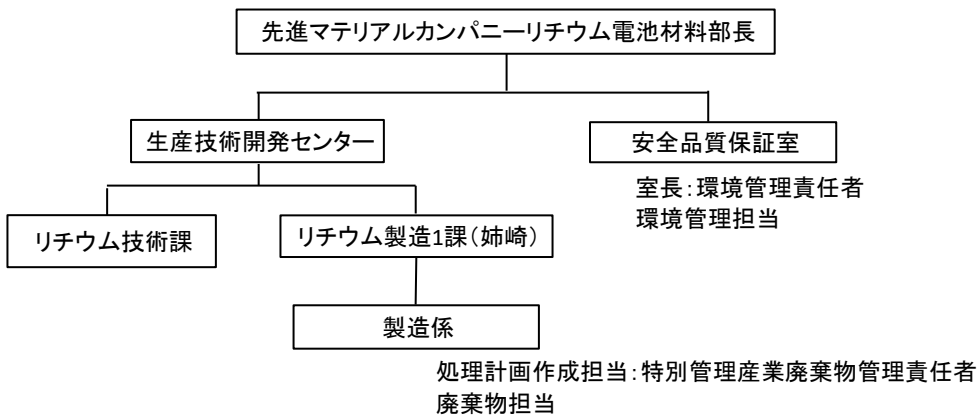 先進マテリアルカンパニーリチウム電池材料部長
生産技術開発センター
安全品質保証室
室長:環境管理責任者
環境管理担当
リチウム技術課
リチウム製造1課(姉崎)
製造係
処理計画作成担当:特別管理産業廃棄物管理責任者
廃棄物担当